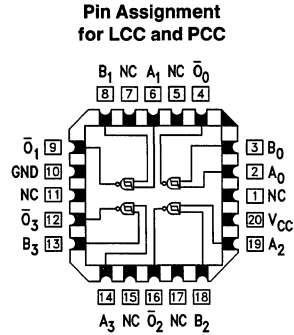 Pin Assignment
for LCC and PCC
B₁ NC A₁ NC Ō₀
8 7 6 5 4
Ō₁ 9
GND 10
NC 11
Ō₃ 12
B₃ 13
3 B₀
2 A₀
1 NC
20 VCC
19 A₂
14 15 16 17 18
A₃ NC Ō₂ NC B₂